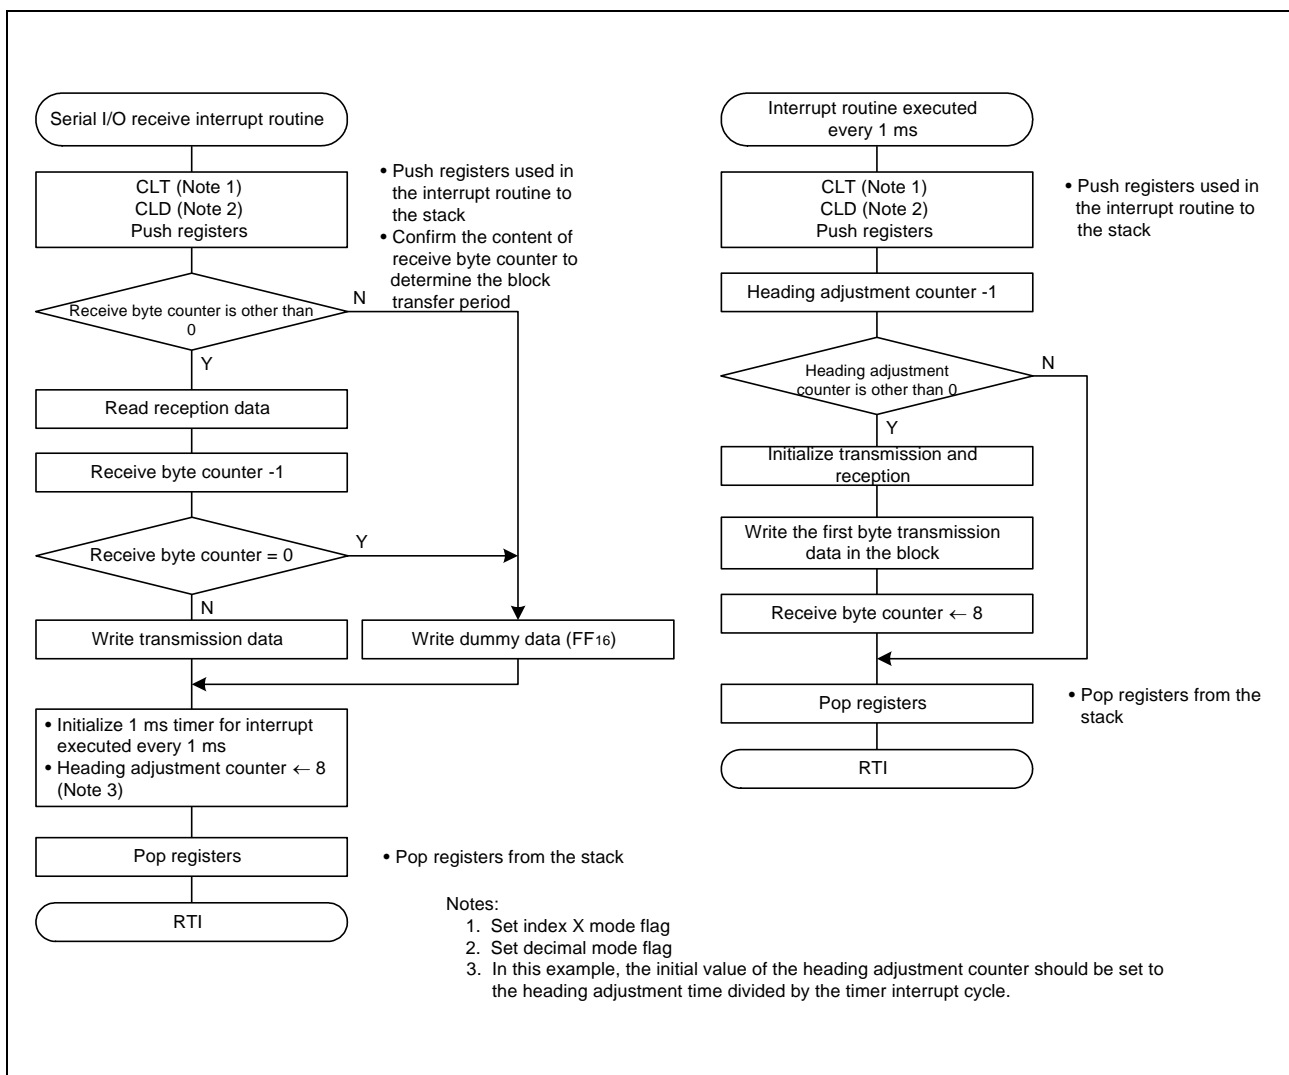 Serial I/O receive interrupt routine
CLT (Note 1)
CLD (Note 2)
Push registers
• Push registers used in
the interrupt routine to
the stack
• Confirm the content of
receive byte counter to
determine the block
transfer period
Receive byte counter is other than
0
N
Y
Read reception data
Receive byte counter -1
Receive byte counter = 0
Y
N
Write transmission data
Write dummy data (FF16)
• Initialize 1 ms timer for interrupt
executed every 1 ms
• Heading adjustment counter ← 8
(Note 3)
Pop registers
• Pop registers from the stack
RTI
Interrupt routine executed
every 1 ms
CLT (Note 1)
CLD (Note 2)
Push registers
• Push registers used in
the interrupt routine to
the stack
Heading adjustment counter -1
Heading adjustment
counter is other than 0
N
Y
Initialize transmission and
reception
Write the first byte transmission
data in the block
Receive byte counter ← 8
Pop registers
• Pop registers from the
stack
RTI
Notes:
1. Set index X mode flag
2. Set decimal mode flag
3. In this example, the initial value of the heading adjustment counter should be set to
the heading adjustment time divided by the timer interrupt cycle.